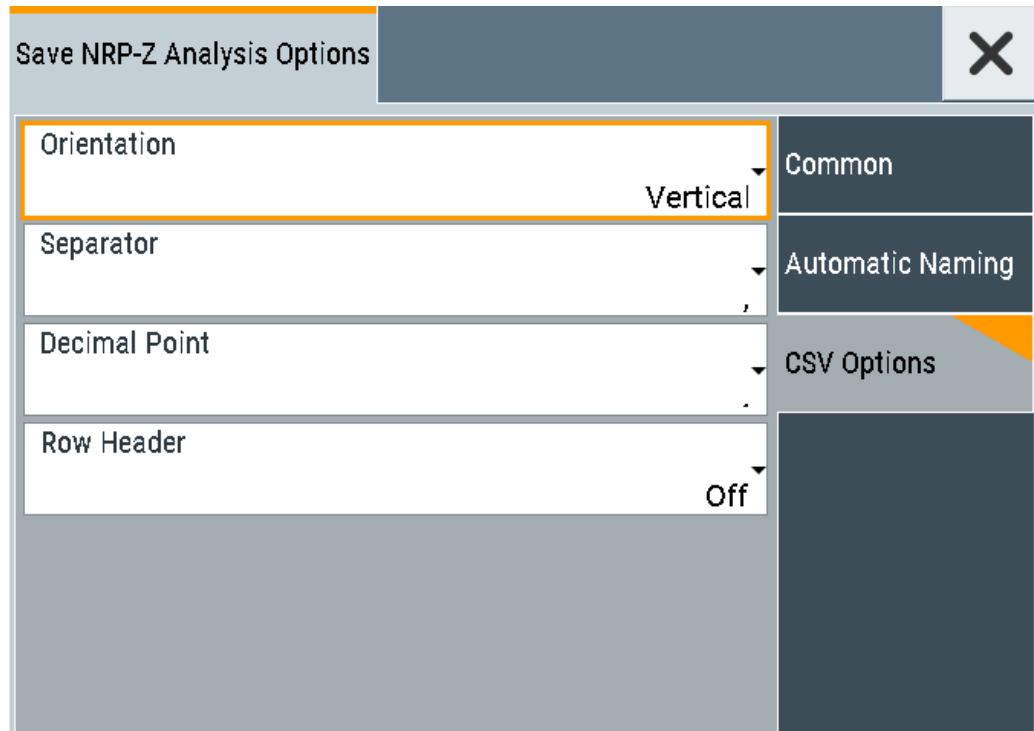 Save NRP-Z Analysis Options
Orientation
Vertical
Separator
,
Decimal Point
.
Row Header
Off
Common
Automatic Naming
CSV Options